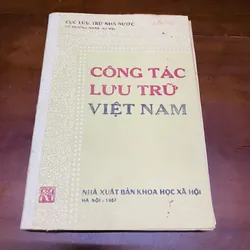 CỤC LƯU TRỮ NHÀ NƯỚC
CÔNG TÁC
LƯU TRỮ
VIỆT NAM
NHÀ XUẤT BẢN KHOA HỌC XÃ HỘI
HÀ NỘI - 1987